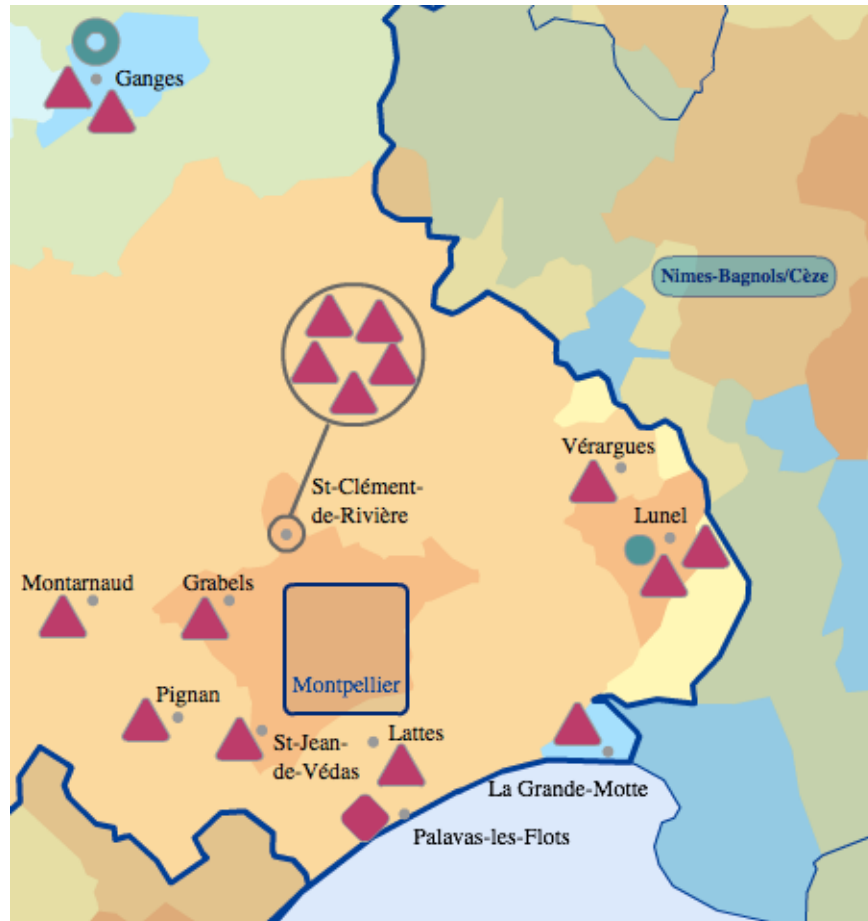 Ganges
Nimes-Bagnols/Cèze
Vérargues
St-Clément-
de-Rivière
Lunel
Montarnaud
Grabels
Montpellier
Pignan
St-Jean-
de-Védas
Lattes
La Grande-Motte
Palavas-les-Flots